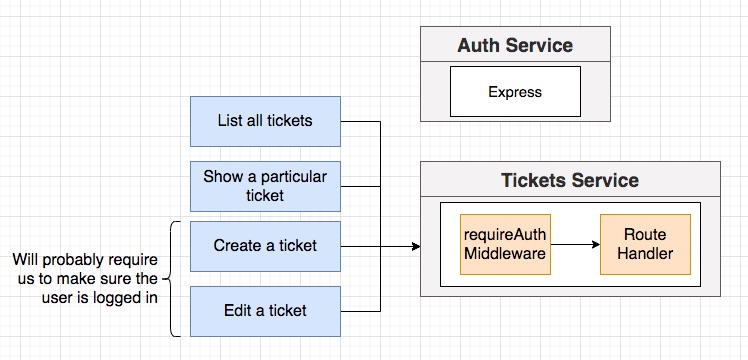 Auth Service
Express
List all tickets
Show a particular
ticket
Tickets Service
requireAuth
Middleware
Route
Handler
Create a ticket
Will probably require
us to make sure the
user is logged in
Edit a ticket